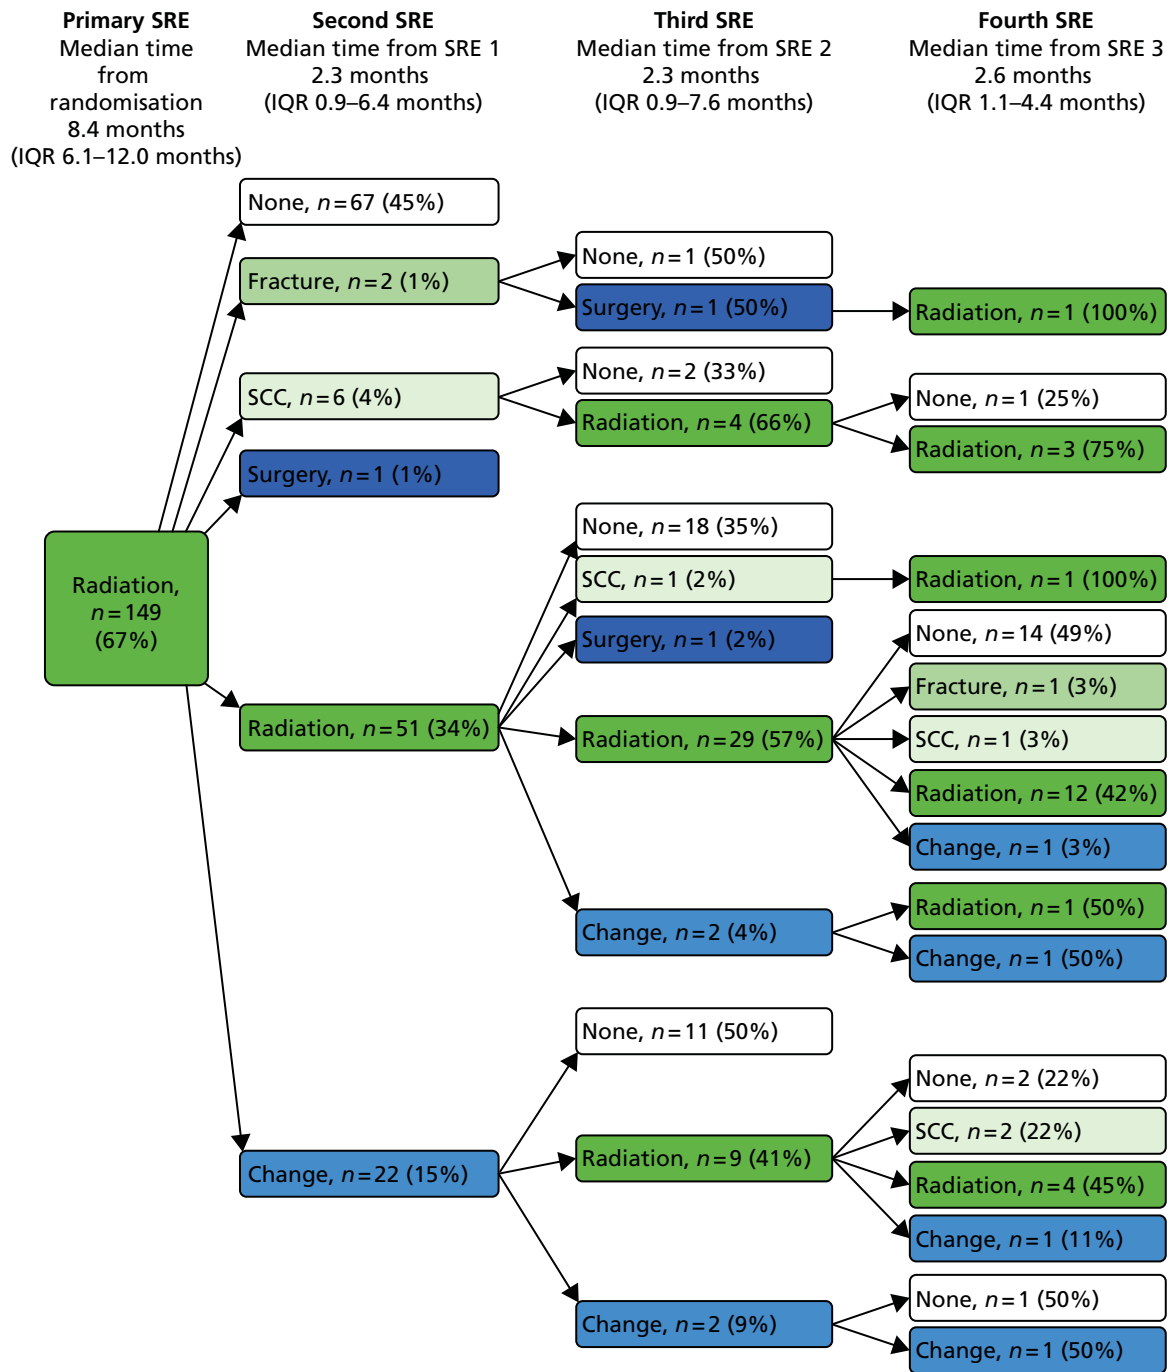 Primary SRE
Median time
from
randomisation
8.4 months
(IQR 6.1–12.0 months)
Second SRE
Median time from SRE 1
2.3 months
(IQR 0.9–6.4 months)
Third SRE
Median time from SRE 2
2.3 months
(IQR 0.9–7.6 months)
Fourth SRE
Median time from SRE 3
2.6 months
(IQR 1.1–4.4 months)
Radiation,
n=149
(67%)
None, n=67 (45%)
Fracture, n=2 (1%)
SCC, n=6 (4%)
Surgery, n=1 (1%)
Radiation, n=51 (34%)
Change, n=22 (15%)
None, n=1 (50%)
Surgery, n=1 (50%)
None, n=2 (33%)
Radiation, n=4 (66%)
None, n=18 (35%)
SCC, n=1 (2%)
Surgery, n=1 (2%)
Radiation, n=29 (57%)
Change, n=2 (4%)
None, n=11 (50%)
Radiation, n=9 (41%)
Change, n=2 (9%)
Radiation, n=1 (100%)
None, n=1 (25%)
Radiation, n=3 (75%)
Radiation, n=1 (100%)
None, n=14 (49%)
Fracture, n=1 (3%)
SCC, n=1 (3%)
Radiation, n=12 (42%)
Change, n=1 (3%)
Radiation, n=1 (50%)
Change, n=1 (50%)
None, n=2 (22%)
SCC, n=2 (22%)
Radiation, n=4 (45%)
Change, n=1 (11%)
None, n=1 (50%)
Change, n=1 (50%)